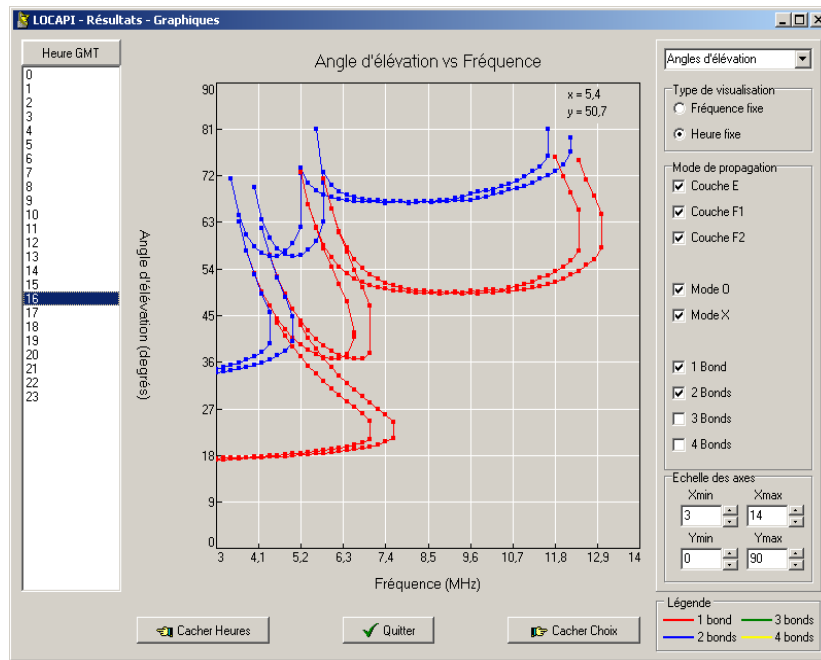 LOCAPI - Résultats - Graphiques
Heure GMT
0
1
2
3
4
5
6
7
8
9
10
11
12
13
14
15
16
17
18
19
20
21
22
23
Angle d'élévation vs Fréquence
x = 5,4
y = 50,7
90
81
72
63
54
45
36
27
18
9
0
Angle d'élévation (degrés)
3 4,1 5,2 6,3 7,4 8,5 9,6 10,7 11,8 12,9 14
Fréquence (MHz)
Cacher Heures
Quitter
Cacher Choix
Angles d'élévation
Type de visualisation
Fréquence fixe
Heure fixe
Mode de propagation
Couche E
Couche F1
Couche F2
Mode O
Mode X
1 Bond
2 Bonds
3 Bonds
4 Bonds
Echelle des axes
Xmin Xmax
3 14
Ymin Ymax
0 90
Légende
1 bond 3 bonds
2 bonds 4 bonds